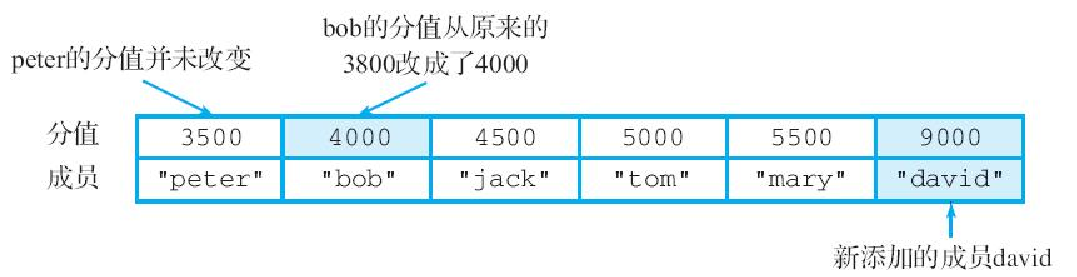 bob的分值从原来的
3800改成了4000
peter的分值并未改变
分值 3500 4000 4500 5000 5500 9000
成员 "peter" "bob" "jack" "tom" "mary" "david"
新添加的成员david